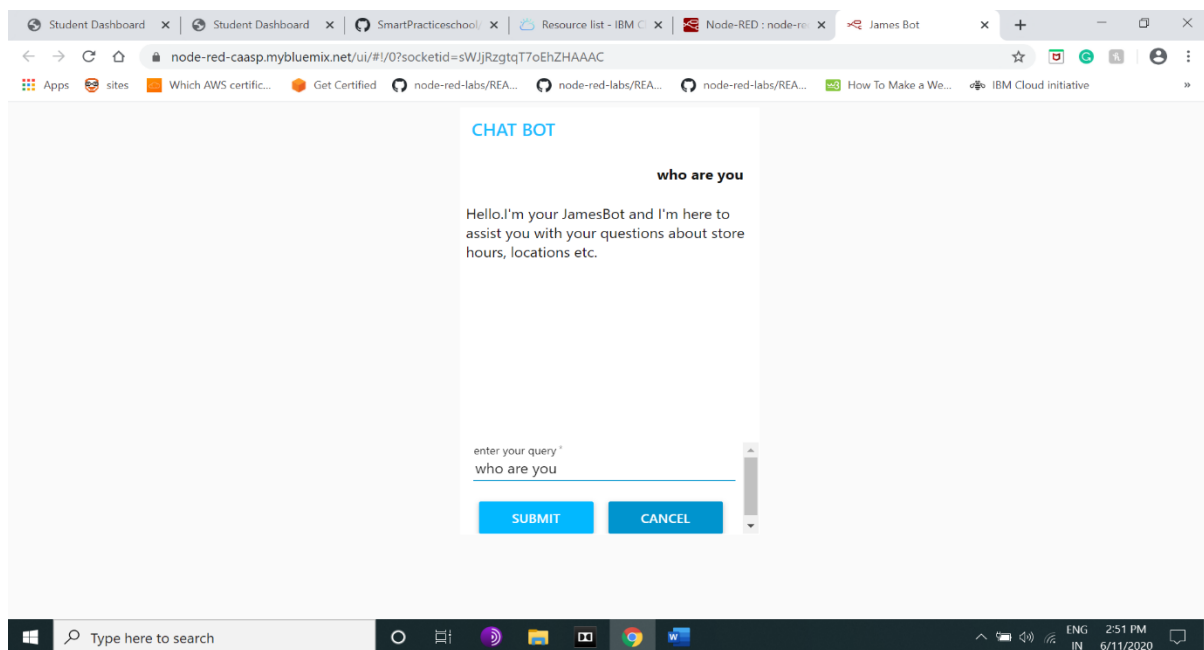 Student Dashboard
Student Dashboard
SmartPracticeschool/
Resource list - IBM C
Node-RED : node-re
James Bot
node-red-caasp.mybluemix.net/ui/#!/0?socketid=sWJjRzgtqT7oEhZHAAAC
Apps
sites
Which AWS certific...
Get Certified
node-red-labs/REA...
node-red-labs/REA...
node-red-labs/REA...
How To Make a We...
IBM Cloud initiative
»
CHAT BOT
who are you
Hello.I'm your JamesBot and I'm here to
assist you with your questions about store
hours, locations etc.
enter your query *
who are you
SUBMIT CANCEL
Type here to search
ENG
IN
2:51 PM
6/11/2020